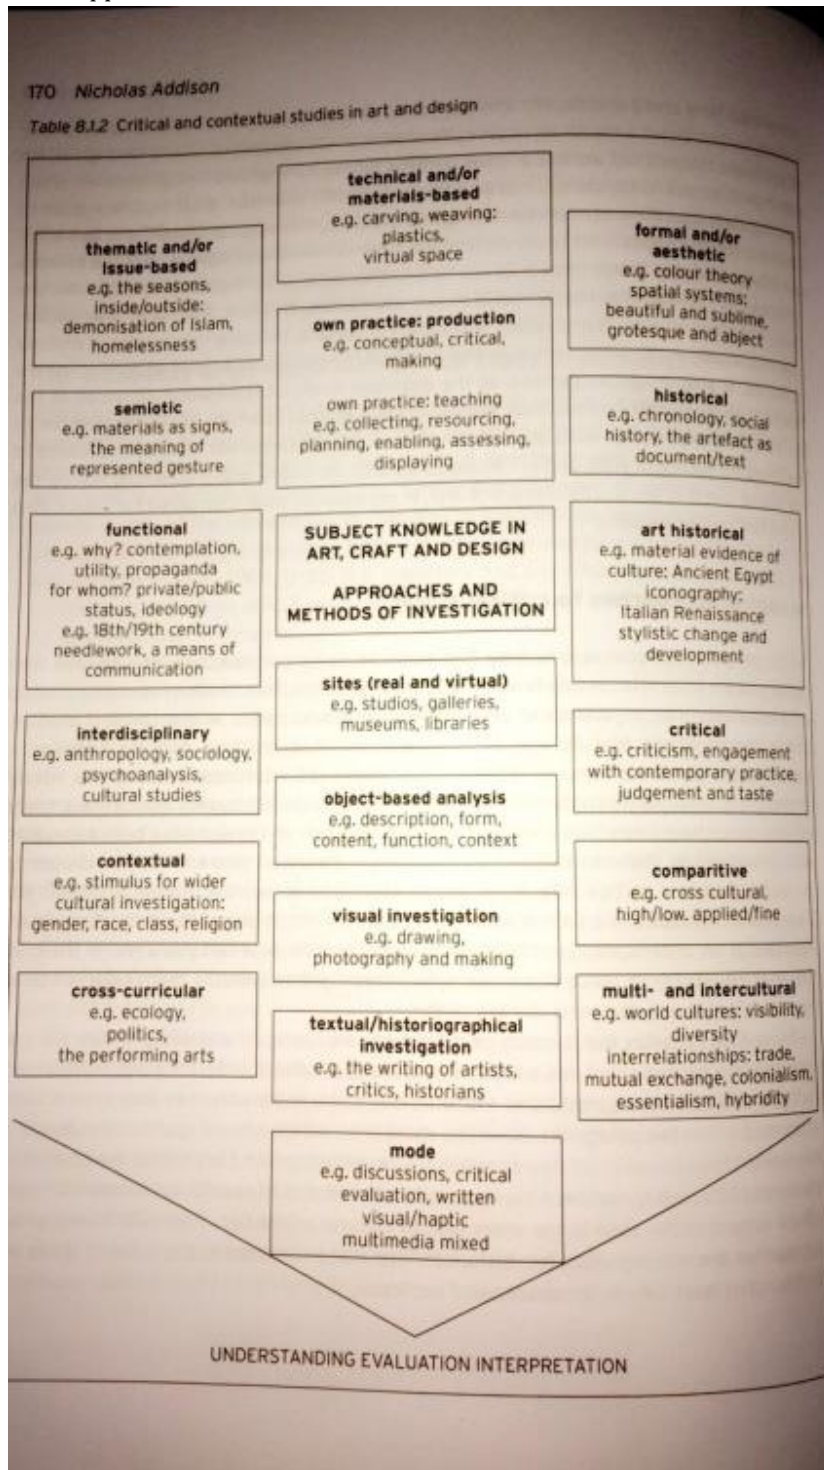 170 Nicholas Addison
Table 8.1.2 Critical and contextual studies in art and design
technical and/or
materials-based
e.g. carving, weaving:
plastics,
virtual space
thematic and/or
issue-based
e.g. the seasons,
inside/outside:
demonisation of Islam,
homelessness
formal and/or
aesthetic
e.g. colour theory
spatial systems;
beautiful and sublime,
grotesque and abject
own practice: production
e.g. conceptual, critical,
making
own practice: teaching
e.g. collecting, resourcing,
planning, enabling, assessing,
displaying
semiotic
e.g. materials as signs,
the meaning of
represented gesture
historical
e.g. chronology, social
history, the artefact as
document/text
functional
e.g. why? contemplation,
utility, propaganda
for whom? private/public
status, ideology
e.g. 18th/19th century
needlework, a means of
communication
SUBJECT KNOWLEDGE IN
ART, CRAFT AND DESIGN
APPROACHES AND
METHODS OF INVESTIGATION
art historical
e.g. material evidence of
culture: Ancient Egypt
iconography:
Italian Renaissance
stylistic change and
development
sites (real and virtual)
e.g. studios, galleries,
museums, libraries
interdisciplinary
e.g. anthropology, sociology,
psychoanalysis,
cultural studies
critical
e.g. criticism, engagement
with contemporary practice,
judgement and taste
object-based analysis
e.g. description, form,
content, function, context
contextual
e.g. stimulus for wider
cultural investigation:
gender, race, class, religion
comparitive
e.g. cross cultural,
high/low. applied/fine
visual investigation
e.g. drawing,
photography and making
cross-curricular
e.g. ecology,
politics,
the performing arts
multi- and intercultural
e.g. world cultures: visibility,
diversity
interrelationships: trade,
mutual exchange, colonialism,
essentialism, hybridity
textual/historiographical
investigation
e.g. the writing of artists,
critics, historians
mode
e.g. discussions, critical
evaluation, written
visual/haptic
multimedia mixed
UNDERSTANDING EVALUATION INTERPRETATION